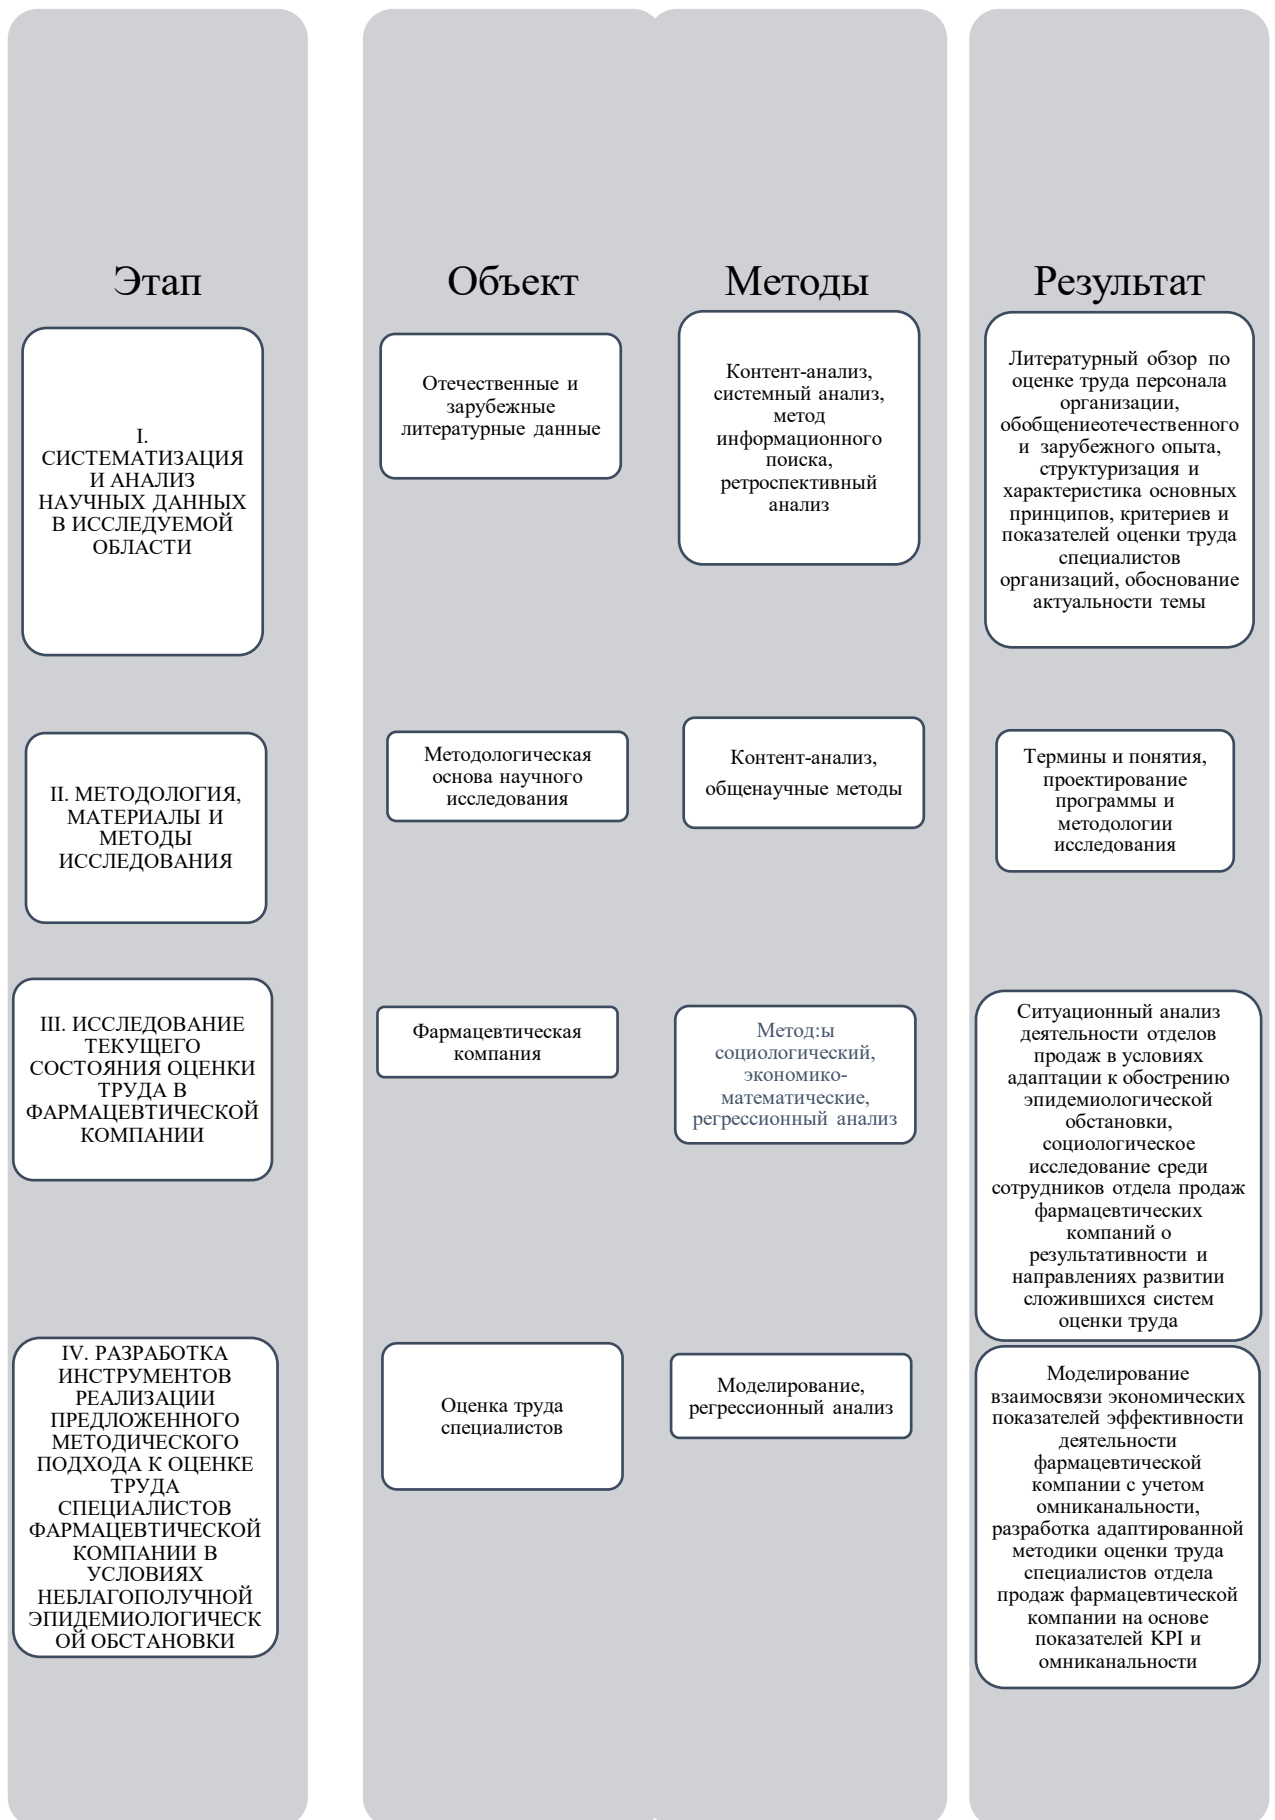 Этап
Объект
Методы
Результат
I.
СИСТЕМАТИЗАЦИЯ
И АНАЛИЗ
НАУЧНЫХ ДАННЫХ
В ИССЛЕДУЕМОЙ
ОБЛАСТИ
Отечественные и
зарубежные
литературные данные
Контент-анализ,
системный анализ,
метод
информационного
поиска,
ретроспективный
анализ
Литературный обзор по
оценке труда персонала
организации,
обобщениеотечественного
и зарубежного опыта,
структуризация и
характеристика основных
принципов, критериев и
показателей оценки труда
специалистов
организаций, обоснование
актуальности темы
II. МЕТОДОЛОГИЯ,
МАТЕРИАЛЫ И
МЕТОДЫ
ИССЛЕДОВАНИЯ
Методологическая
основа научного
исследования
Контент-анализ,
общенаучные методы
Термины и понятия,
проектирование
программы и
методологии
исследования
III. ИССЛЕДОВАНИЕ
ТЕКУЩЕГО
СОСТОЯНИЯ ОЦЕНКИ
ТРУДА В
ФАРМАЦЕВТИЧЕСКОЙ
КОМПАНИИ
Фармацевтическая
компания
Метод:ы
социологический,
экономико-
математические,
регрессионный анализ
Ситуационный анализ
деятельности отделов
продаж в условиях
адаптации к обострению
эпидемиологической
обстановки,
социологическое
исследование среди
сотрудников отдела продаж
фармацевтических
компаний о
результативности и
направлениях развитии
сложившихся систем
оценки труда
IV. РАЗРАБОТКА
ИНСТРУМЕНТОВ
РЕАЛИЗАЦИИ
ПРЕДЛОЖЕННОГО
МЕТОДИЧЕСКОГО
ПОДХОДА К ОЦЕНКЕ
ТРУДА
СПЕЦИАЛИСТОВ
ФАРМАЦЕВТИЧЕСКОЙ
КОМПАНИИ В
УСЛОВИЯХ
НЕБЛАГОПОЛУЧНОЙ
ЭПИДЕМИОЛОГИЧЕСК
ОЙ ОБСТАНОВКИ
Оценка труда
специалистов
Моделирование,
регрессионный анализ
Моделирование
взаимосвязи экономических
показателей эффективности
деятельности
фармацевтической
компании с учетом
омниканальности,
разработка адаптированной
методики оценки труда
специалистов отдела
продаж фармацевтической
компании на основе
показателей KPI и
омниканальности